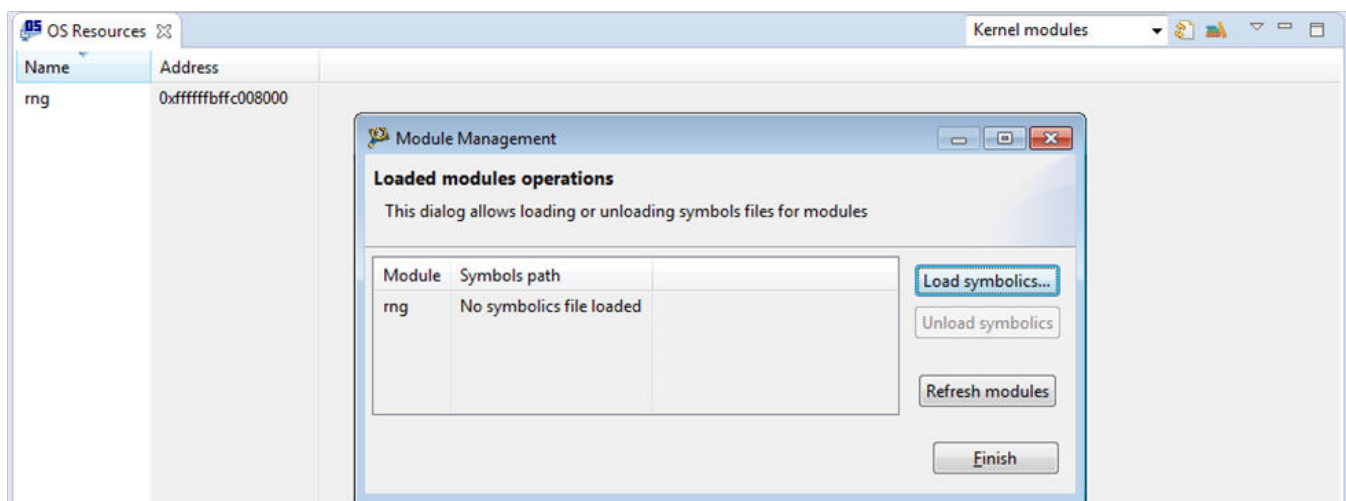 OS OS Resources Kernel modules
Name Address
rng 0xffffffbffc008000
Module Management
Loaded modules operations
This dialog allows loading or unloading symbols files for modules
Module Symbols path
rng No symbolics file loaded
Load symbolics...
Unload symbolics
Refresh modules
Finish